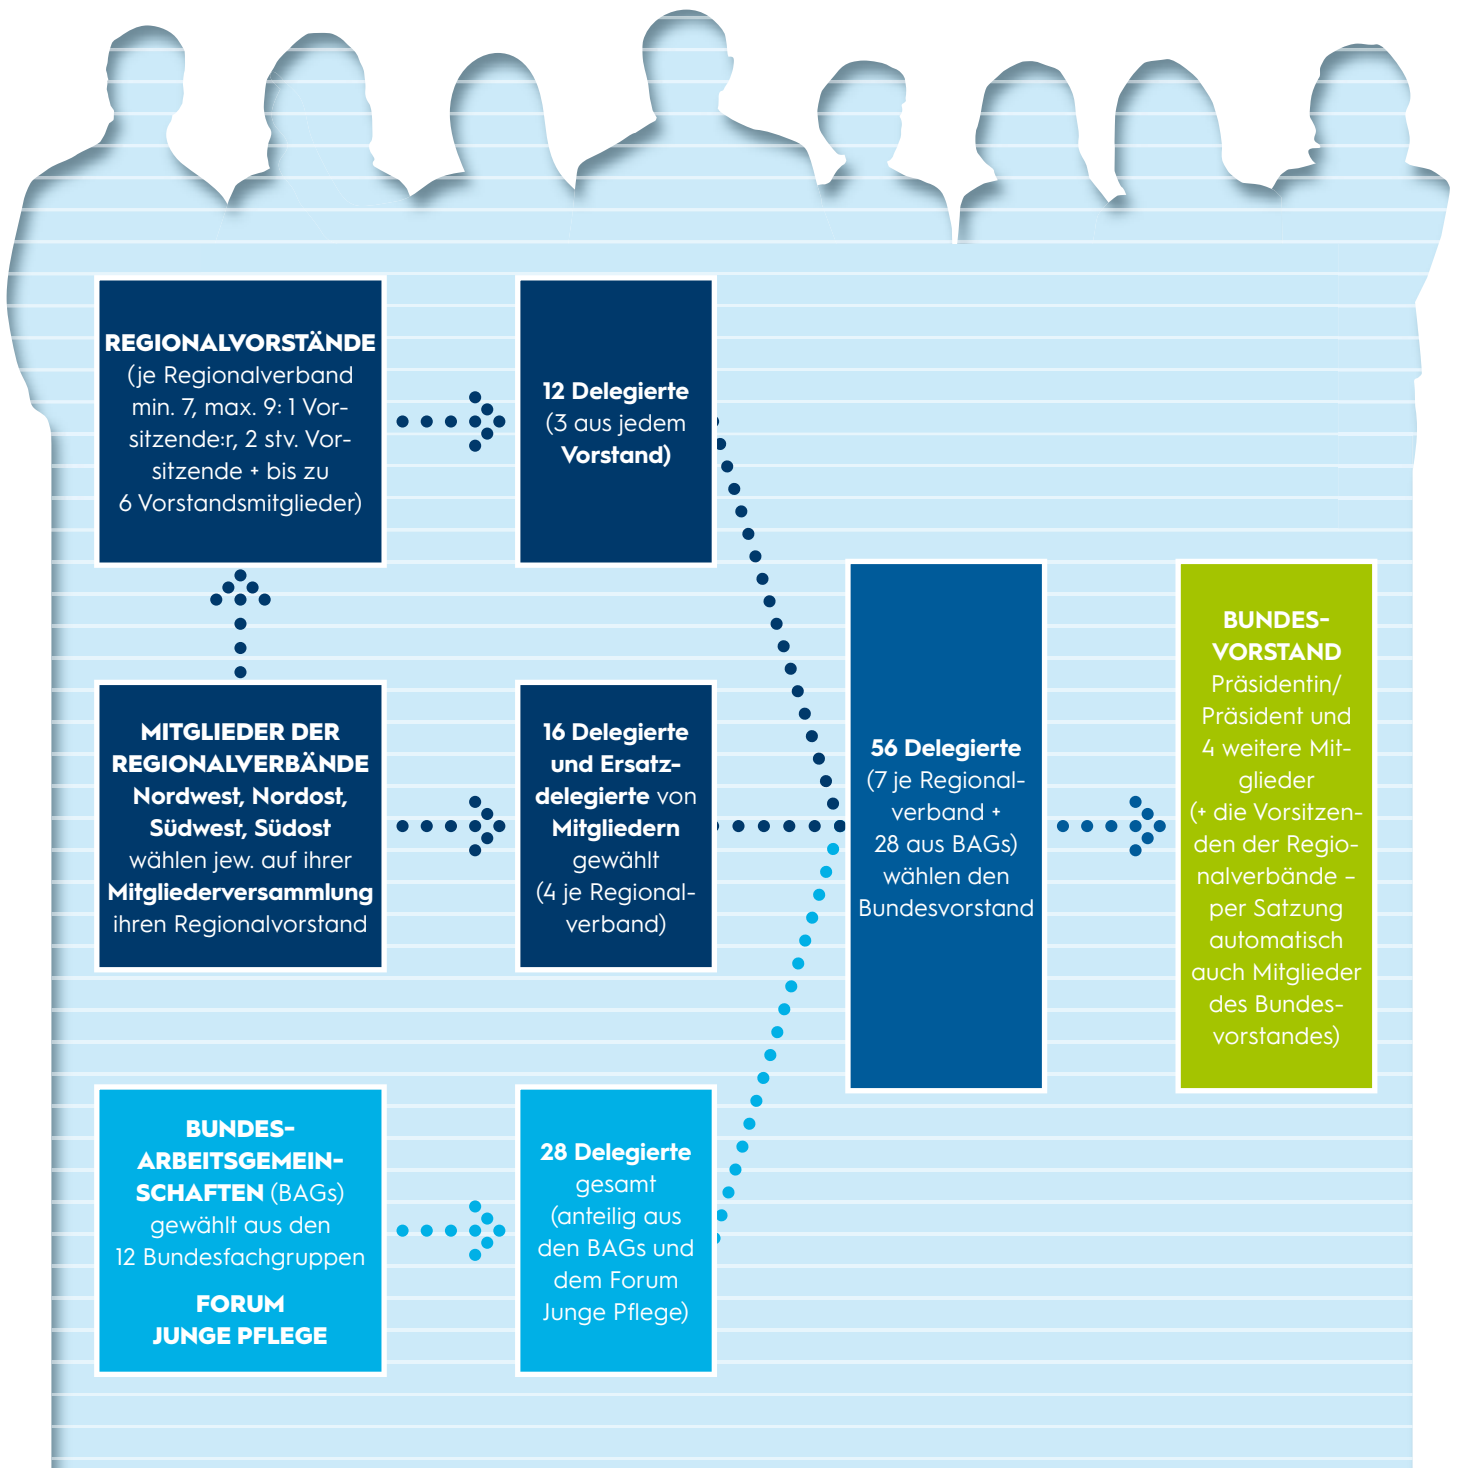 REGIONALVORSTÄNDE
(je Regionalverband
min. 7, max. 9: 1 Vor-
sitzende:r, 2 stv. Vor-
sitzende + bis zu
6 Vorstandsmitglieder)
12 Delegierte
(3 aus jedem
Vorstand)
MITGLIEDER DER
REGIONALVERBÄNDE
Nordwest, Nordost,
Südwest, Südost
wählen jew. auf ihrer
Mitgliederversammlung
ihren Regionalvorstand
16 Delegierte
und Ersatz-
delegierte von
Mitgliedern
gewählt
(4 je Regional-
verband)
BUNDES-
ARBEITSGEMEIN-
SCHAFTEN (BAGs)
gewählt aus den
12 Bundesfachgruppen
FORUM
JUNGE PFLEGE
28 Delegierte
gesamt
(anteilig aus
den BAGs und
dem Forum
Junge Pflege)
56 Delegierte
(7 je Regional-
verband +
28 aus BAGs)
wählen den
Bundesvorstand
BUNDES-
VORSTAND
Präsidentin/
Präsident und
4 weitere Mit-
glieder
(+ die Vorsitzen-
den der Regio-
nalverbände –
per Satzung
automatisch
auch Mitglieder
des Bundes-
vorstandes)